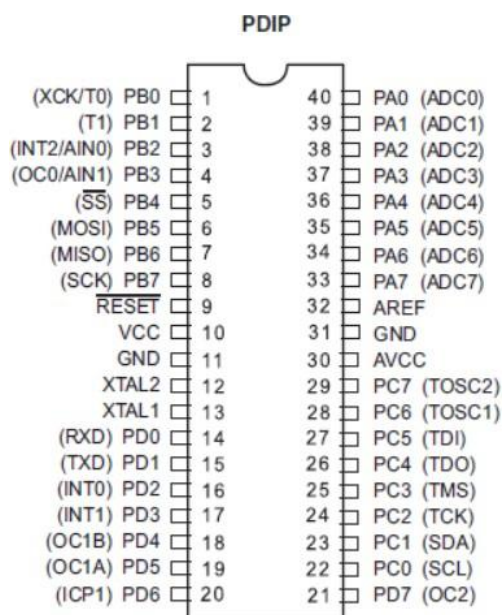 PDIP
(XCK/T0) PB0 1 40 PA0 (ADC0)
(T1) PB1 2 39 PA1 (ADC1)
(INT2/AIN0) PB2 3 38 PA2 (ADC2)
(OC0/AIN1) PB3 4 37 PA3 (ADC3)
(SS) PB4 5 36 PA4 (ADC4)
(MOSI) PB5 6 35 PA5 (ADC5)
(MISO) PB6 7 34 PA6 (ADC6)
(SCK) PB7 8 33 PA7 (ADC7)
RESET 9 32 AREF
VCC 10 31 GND
GND 11 30 AVCC
XTAL2 12 29 PC7 (TOSC2)
XTAL1 13 28 PC6 (TOSC1)
(RXD) PD0 14 27 PC5 (TDI)
(TXD) PD1 15 26 PC4 (TDO)
(INT0) PD2 16 25 PC3 (TMS)
(INT1) PD3 17 24 PC2 (TCK)
(OC1B) PD4 18 23 PC1 (SDA)
(OC1A) PD5 19 22 PC0 (SCL)
(ICP1) PD6 20 21 PD7 (OC2)